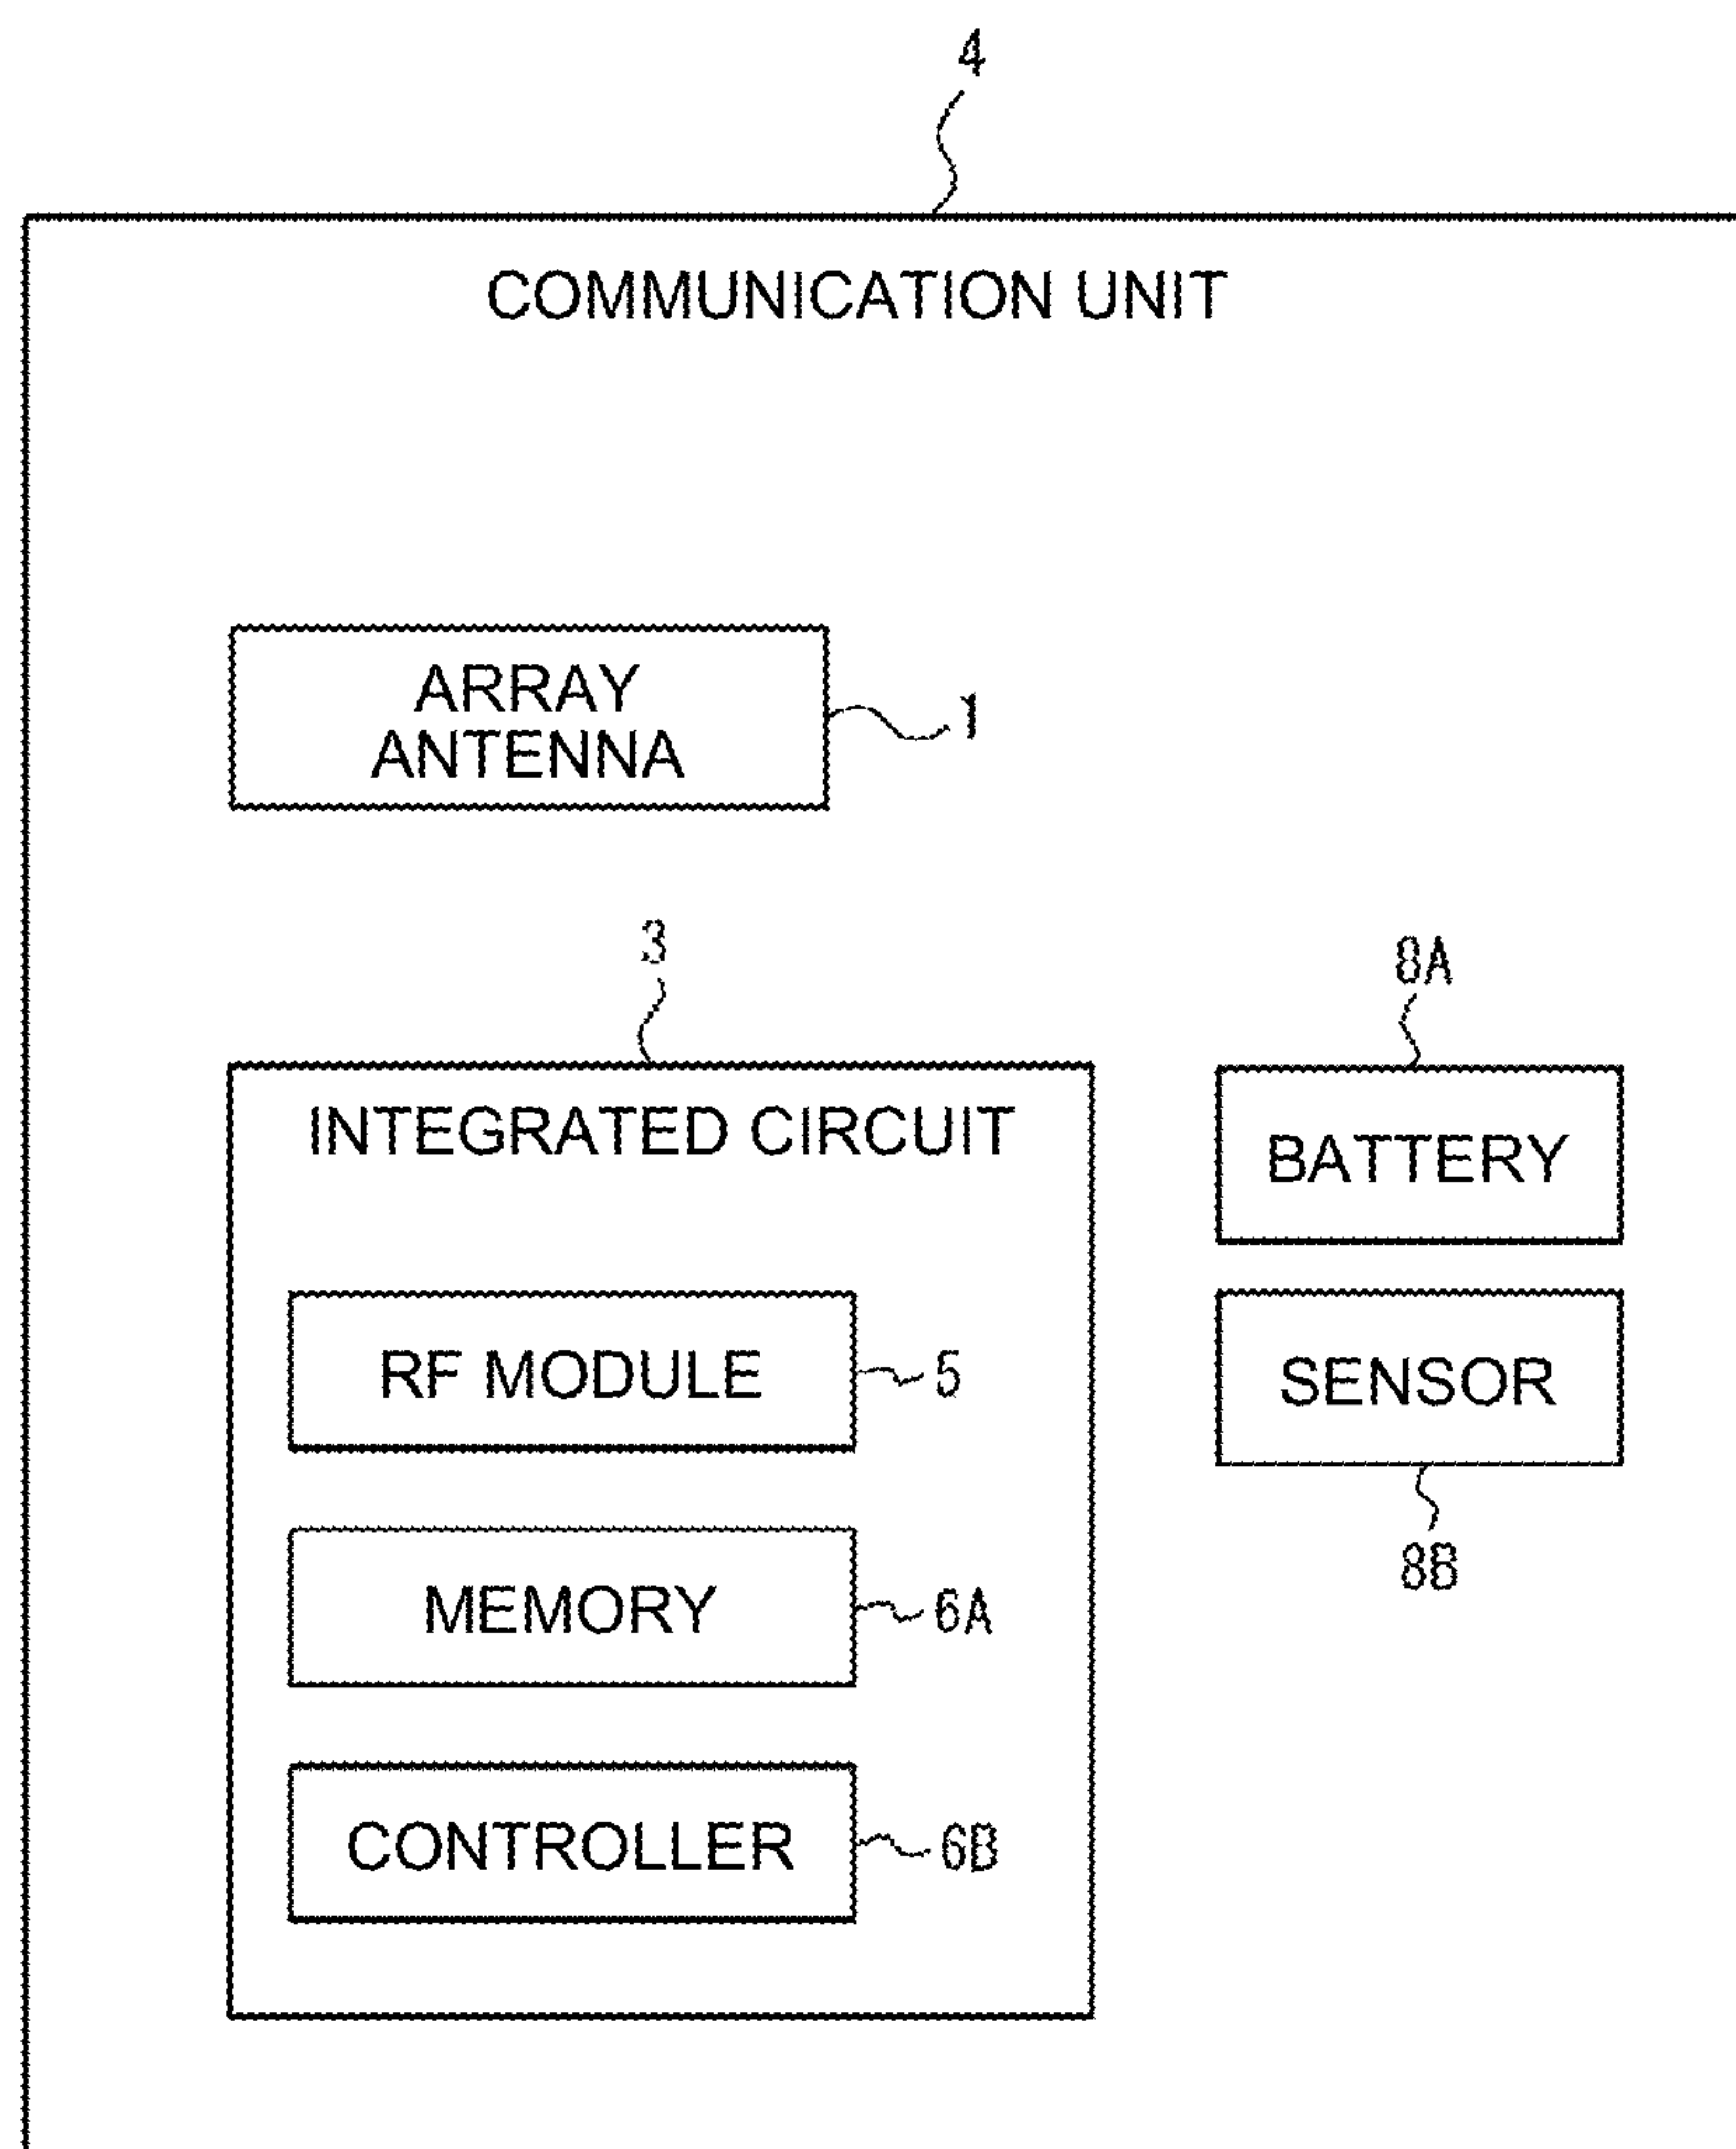 4
COMMUNICATION UNIT
ARRAY
ANTENNA
1
3
INTEGRATED CIRCUIT
8A
BATTERY
RF MODULE
5
SENSOR
8B
MEMORY
6A
CONTROLLER
6B